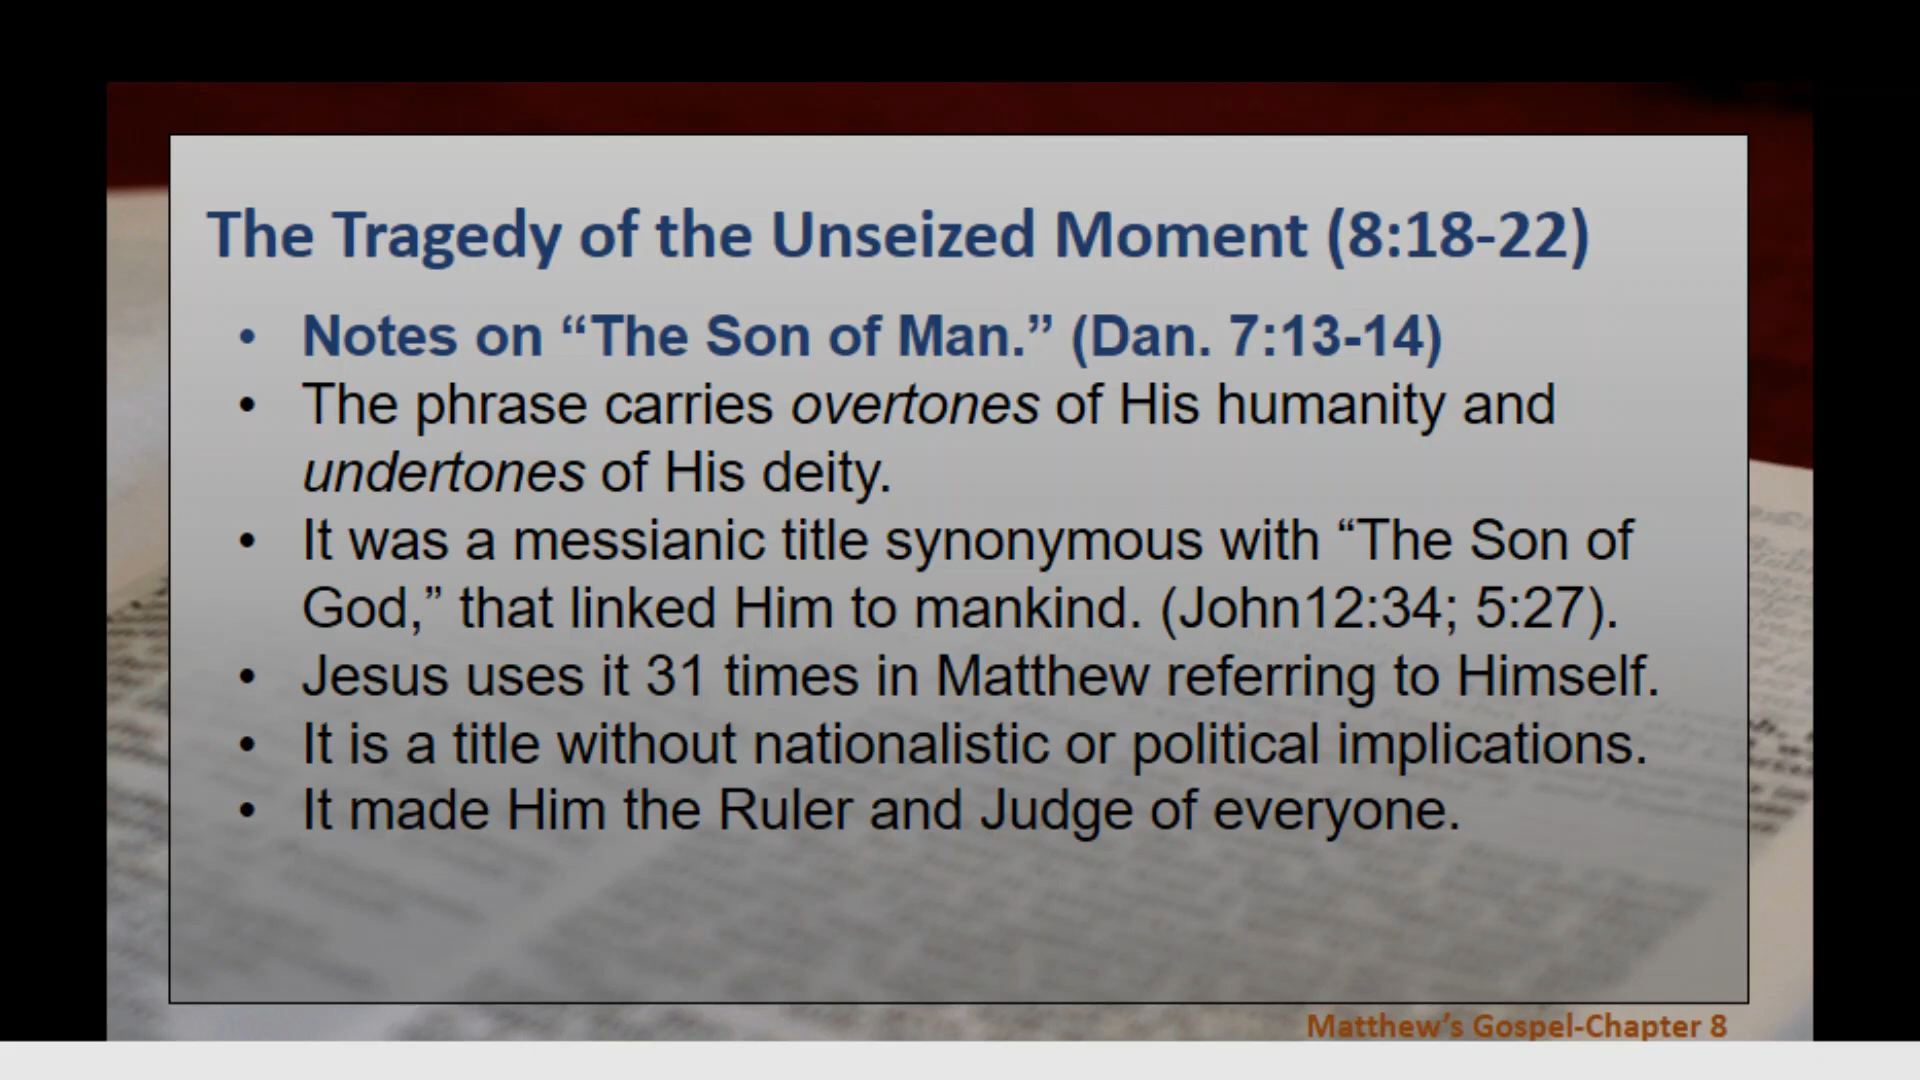 The Tragedy of the Unseized Moment (8:18-22)
• Notes on “The Son of Man.” (Dan. 7:13-14)
• The phrase carries overtones of His humanity and
undertones of His deity.
• It was a messianic title synonymous with “The Son of
God,” that linked Him to mankind. (John12:34; 5:27).
• Jesus uses it 31 times in Matthew referring to Himself.
• It is a title without nationalistic or political implications.
• It made Him the Ruler and Judge of everyone.
Matthew’s Gospel-Chapter 8